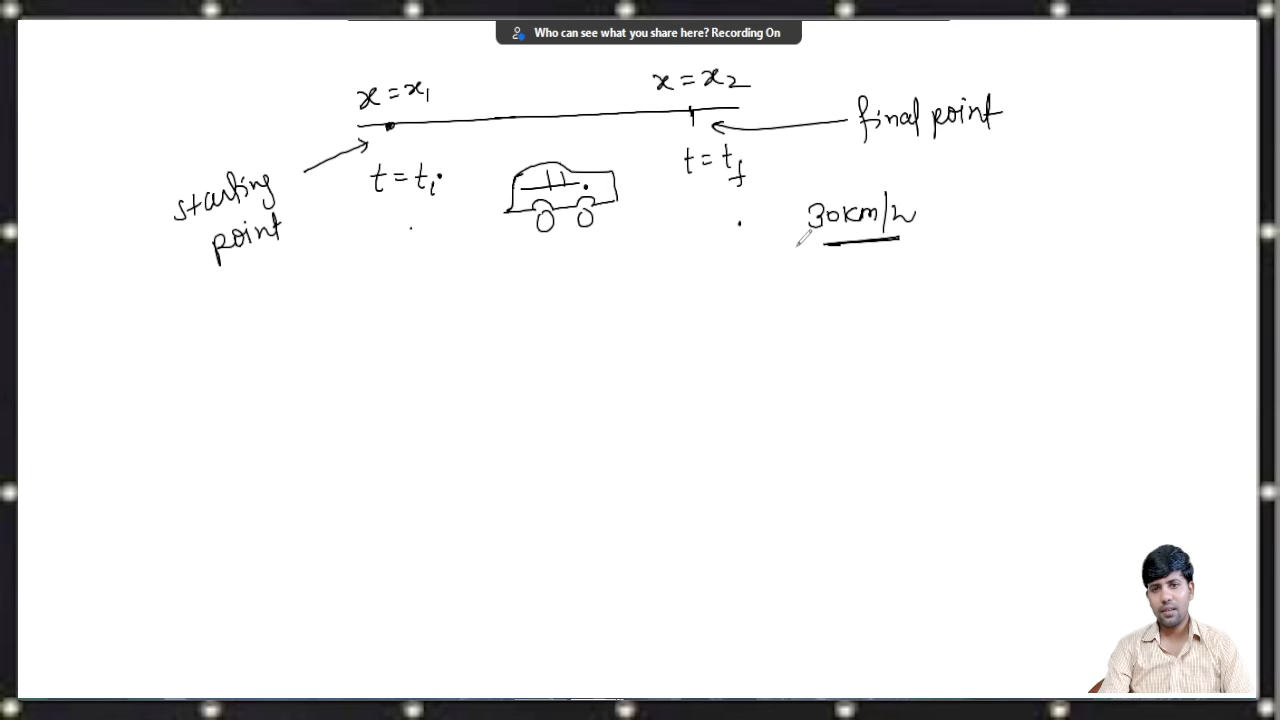 Who can see what you share here? Recording On
x = x1
x = x2
final point
starting
point
t = ti
t = tf
30km/h